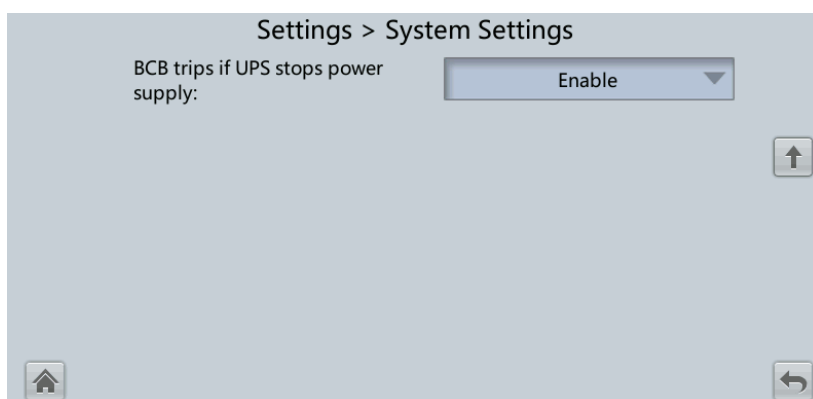 Settings > System Settings
BCB trips if UPS stops power
supply:
Enable